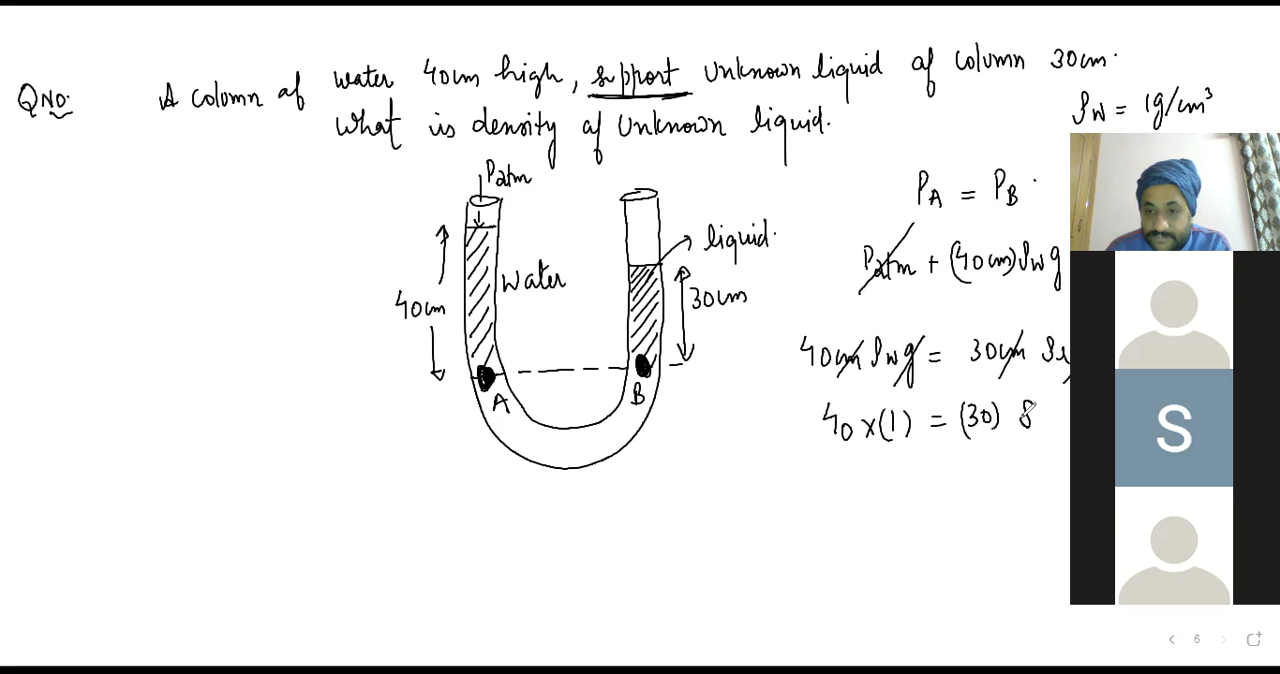 QNO:
A column of water 40cm high, support unknown liquid of column 30cm.
What is density of unknown liquid.
ρw = 1g/cm³
Patm
PA = PB
liquid.
Patm + (40cm)ρwg
Water
40cm
30cm
40cm ρwg = 30cm
A
B
40 x (1) = (30)
S
6